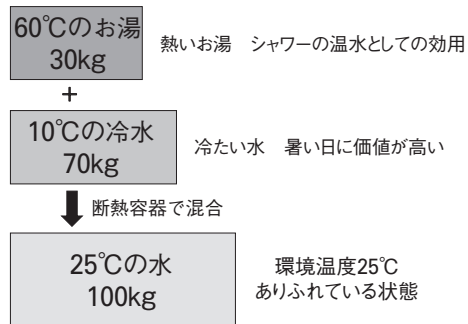 60℃のお湯
30kg
熱いお湯　シャワーの温水としての効用
+
10℃の冷水
70kg
冷たい水　暑い日に価値が高い
断熱容器で混合
25℃の水
100kg
環境温度25℃
ありふれている状態